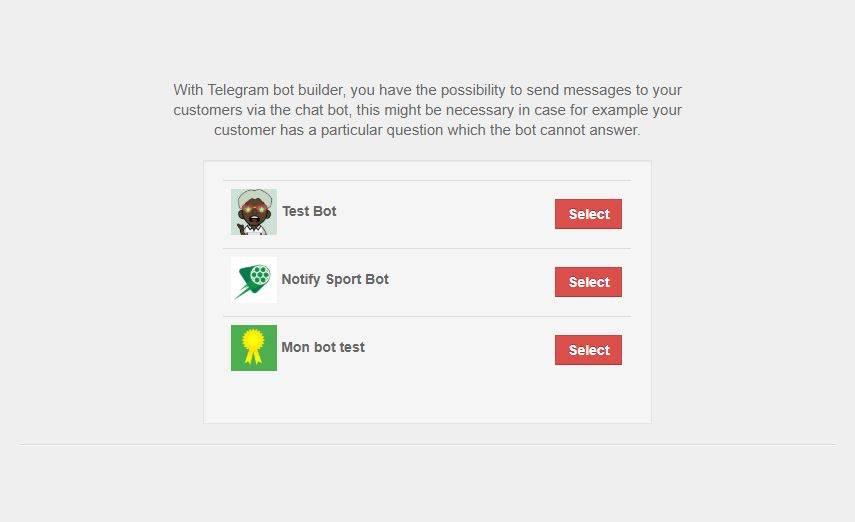 With Telegram bot builder, you have the possibility to send messages to your
customers via the chat bot, this might be necessary in case for example your
customer has a particular question which the bot cannot answer.
Test Bot
Select
Notify Sport Bot
Select
Mon bot test
Select